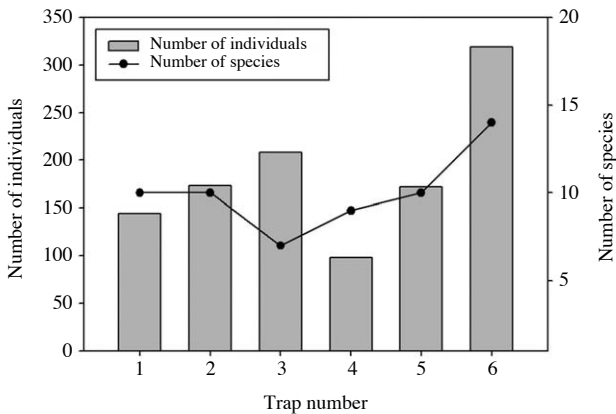 Number of individuals
Number of species
350
300
250
200
150
100
50
0
Number of individuals
20
15
10
5
Number of species
1 2 3 4 5 6
Trap number